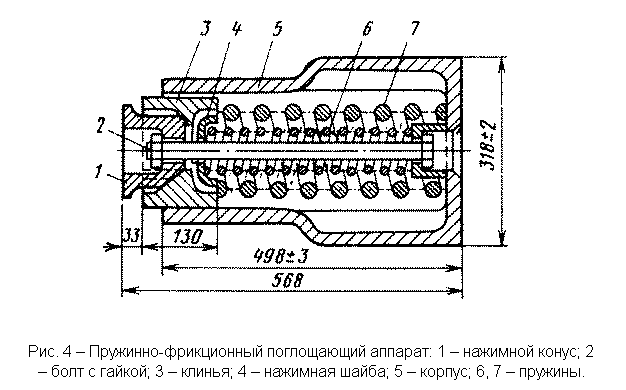 3 4 5 6 7
2
1
33
130
498±3
568
318±2
Рис. 4 – Пружинно-фрикционный поглощающий аппарат: 1 – нажимной конус; 2
– болт с гайкой; 3 – клинья; 4 – нажимная шайба; 5 – корпус; 6, 7 – пружины.